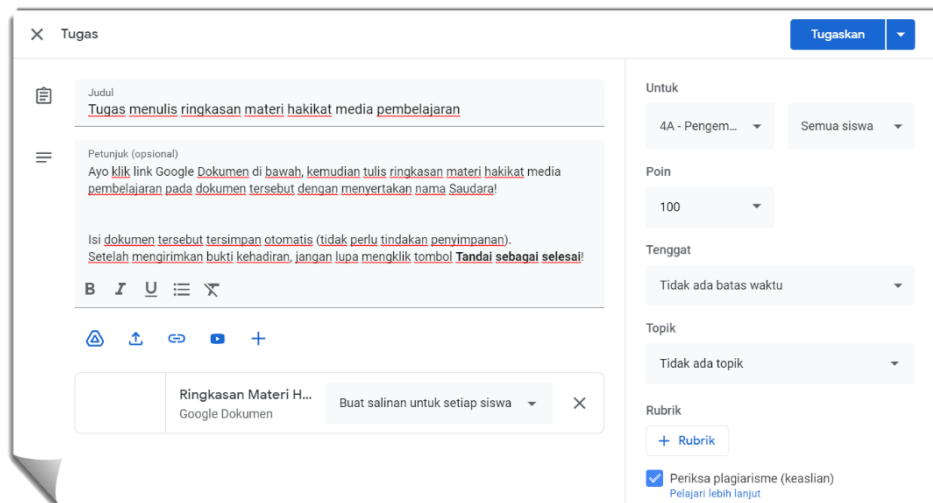 Tugas
Tugaskan
Judul
Tugas menulis ringkasan materi hakikat media pembelajaran
Petunjuk (opsional)
Ayo klik link Google Dokumen di bawah, kemudian tulis ringkasan materi hakikat media
pembelajaran pada dokumen tersebut dengan menyertakan nama Saudara!
Isi dokumen tersebut tersimpan otomatis (tidak perlu tindakan penyimpanan).
Setelah mengirimkan bukti kehadiran, jangan lupa mengklik tombol Tandai sebagai selesai!
B I U
Ringkasan Materi H...
Google Dokumen
Buat salinan untuk setiap siswa
Untuk
4A - Pengem...
Semua siswa
Poin
100
Tenggat
Tidak ada batas waktu
Topik
Tidak ada topik
Rubrik
+ Rubrik
Periksa plagiarisme (keaslian)
Pelajari lebih lanjut